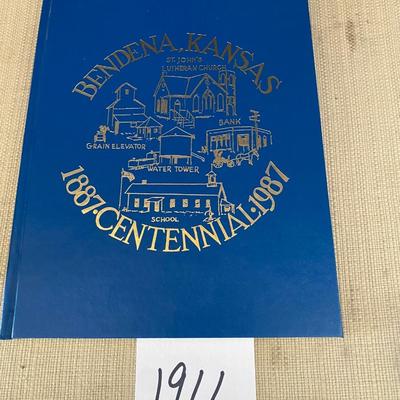 BENDENA, KANSAS
ST. JOHN'S
LUTHERAN CHURCH
BANK
GRAIN ELEVATOR
WATER TOWER
SCHOOL
1887·CENTENNIAL·1987
1911